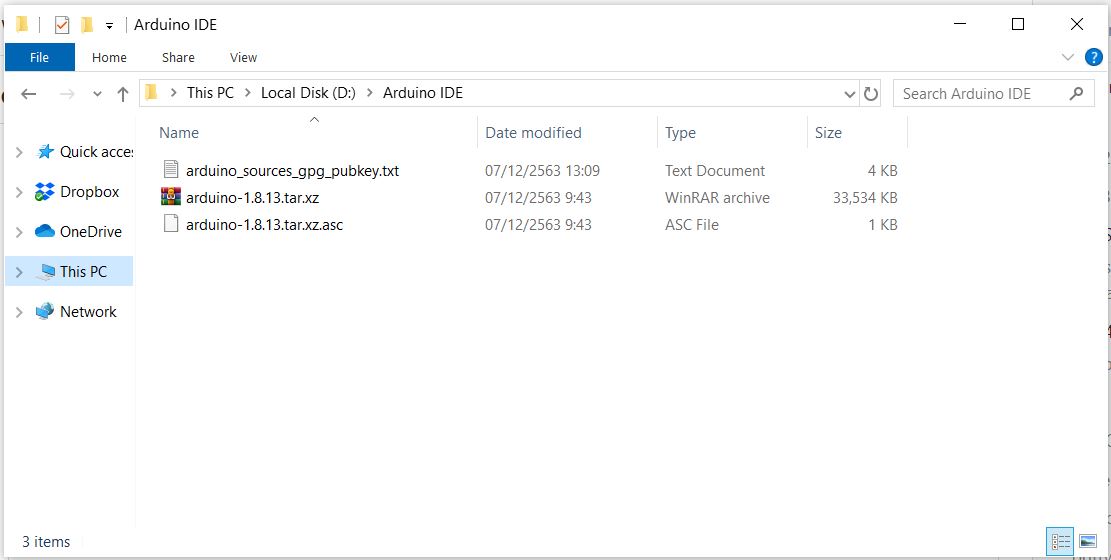 Arduino IDE
File Home Share View
This PC Local Disk (D:) Arduino IDE Search Arduino IDE
Name Date modified Type Size
Quick acces
Dropbox
OneDrive
This PC
Network
arduino_sources_gpg_pubkey.txt 07/12/2563 13:09 Text Document 4 KB
arduino-1.8.13.tar.xz 07/12/2563 9:43 WinRAR archive 33,534 KB
arduino-1.8.13.tar.xz.asc 07/12/2563 9:43 ASC File 1 KB
3 items